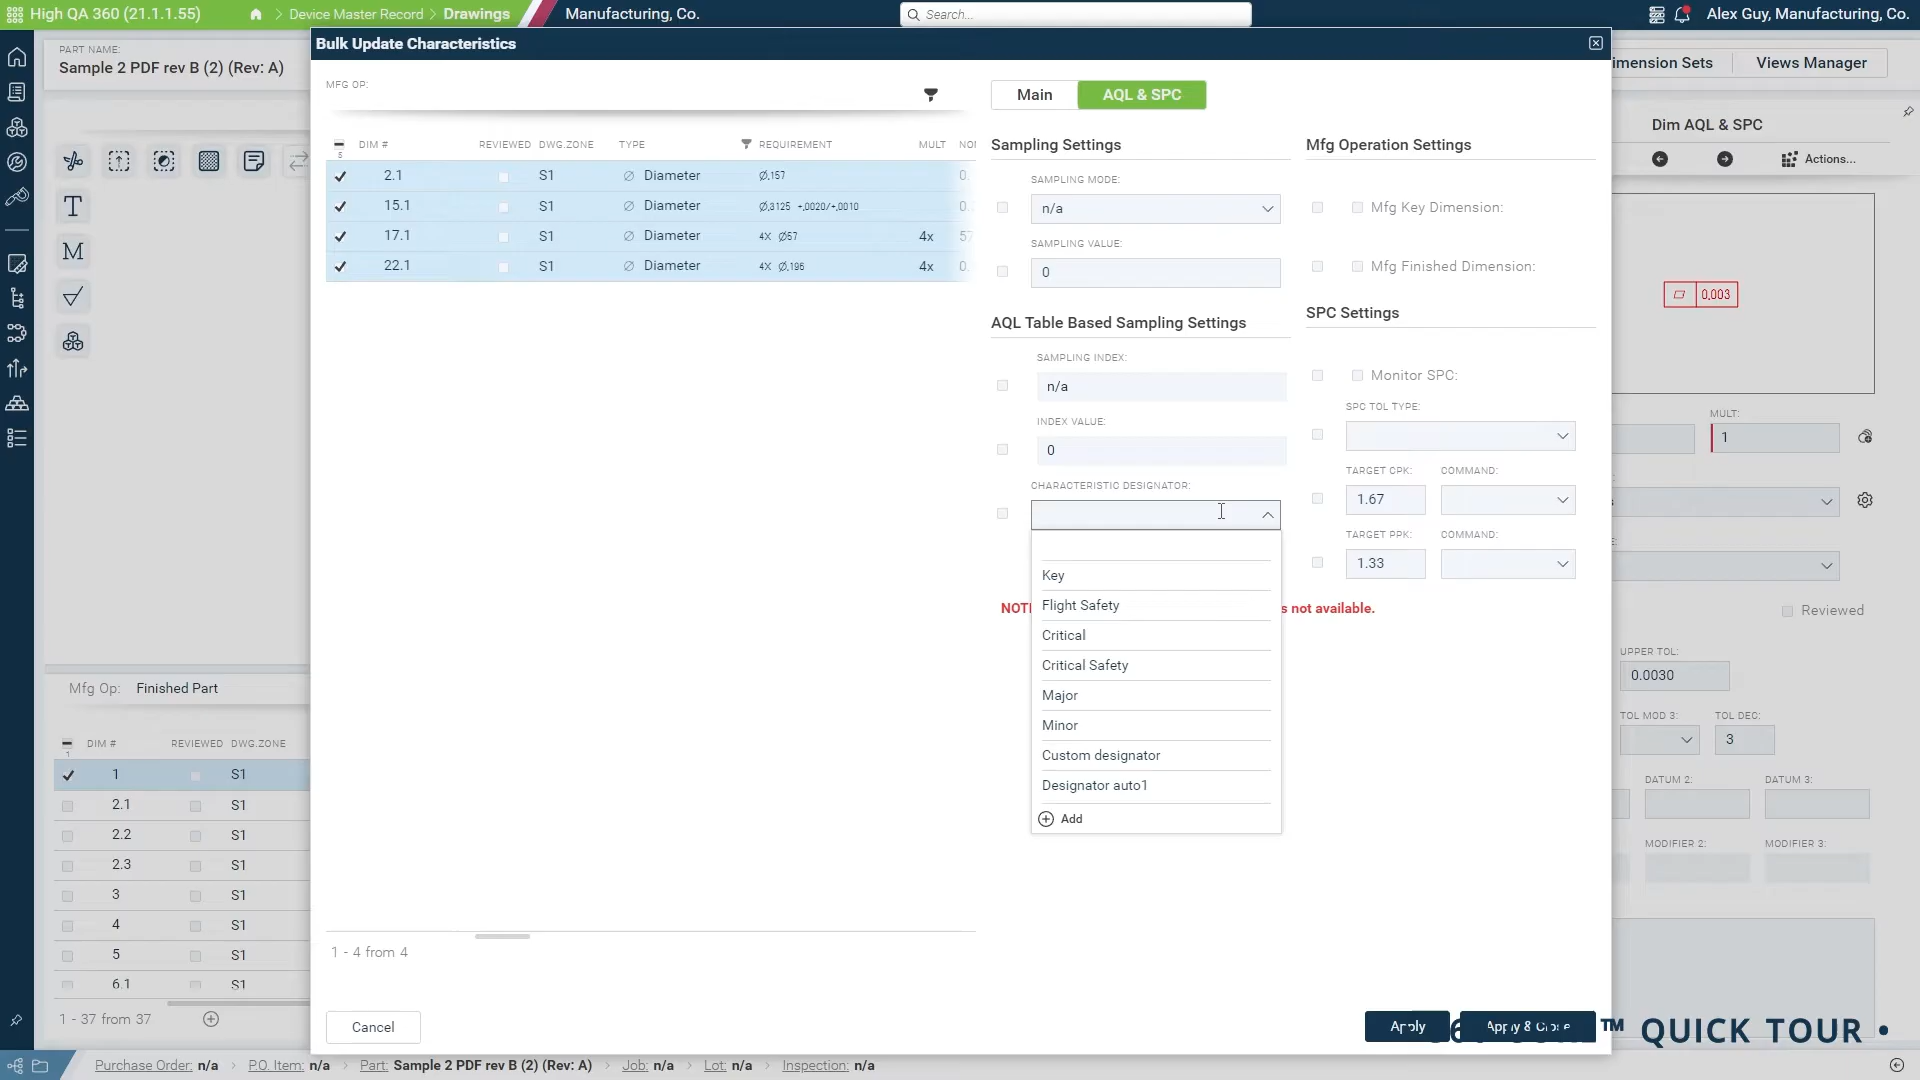 High QA 360 (21.1.1.55)
Device Master Record
Drawings
Manufacturing, Co.
Search...
Alex Guy, Manufacturing, Co.
PART NAME:
Sample 2 PDF rev B (2) (Rev: A)
Bulk Update Characteristics
imension Sets
Views Manager
MFG OP:
Main
AQL & SPC
Dim AQL & SPC
Actions...
DIM # REVIEWED DWG.ZONE TYPE REQUIREMENT MULT NO
5
2.1 S1 Diameter Ø.157 0.
15.1 S1 Diameter Ø.3125 +.0020/+.0010 0.
17.1 S1 Diameter 4X Ø57 4x 57
22.1 S1 Diameter 4X Ø.196 4x 0.
1 - 4 from 4
Sampling Settings
SAMPLING MODE:
n/a
SAMPLING VALUE:
0
AQL Table Based Sampling Settings
SAMPLING INDEX:
n/a
INDEX VALUE:
0
CHARACTERISTIC DESIGNATOR:
Key
Flight Safety
Critical
Critical Safety
Major
Minor
Custom designator
Designator auto1
Add
Mfg Operation Settings
Mfg Key Dimension:
Mfg Finished Dimension:
SPC Settings
Monitor SPC:
SPC TOL TYPE:
TARGET CPK: COMMAND:
1.67
TARGET PPK: COMMAND:
1.33
s not available.
0.003
MULT:
1
Reviewed
UPPER TOL:
0.0030
TOL MOD 3: TOL DEC:
3
DATUM 2: DATUM 3:
MODIFIER 2: MODIFIER 3:
T
M
Mfg Op: Finished Part
DIM # REVIEWED DWG.ZONE
1
1 S1
2.1 S1
2.2 S1
2.3 S1
3 S1
4 S1
5 S1
6.1 S1
1 - 37 from 37
Cancel
Apply
Apply & Close
™ QUICK TOUR •
Purchase Order: n/a
P.O. Item: n/a
Part: Sample 2 PDF rev B (2) (Rev: A)
Job: n/a
Lot: n/a
Inspection: n/a